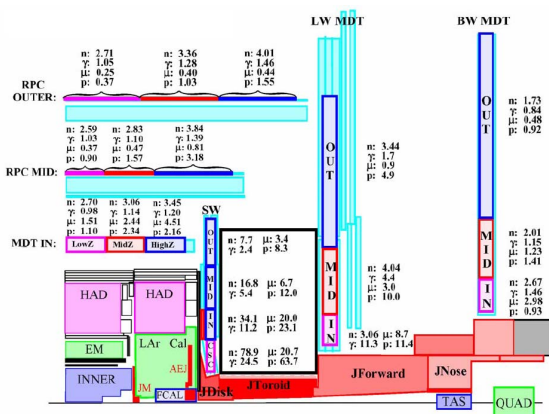 LW MDT
BW MDT
n: 2.71
γ: 1.05
μ: 0.25
p: 0.37
n: 3.36
γ: 1.28
μ: 0.40
p: 1.03
n: 4.01
γ: 1.46
μ: 0.44
p: 1.55
RPC
OUTER:
n: 2.59
γ: 1.03
μ: 0.37
p: 0.90
n: 2.83
γ: 1.10
μ: 0.47
p: 1.57
n: 3.84
γ: 1.39
μ: 0.81
p: 3.18
RPC MID:
n: 2.70
γ: 0.98
μ: 1.51
p: 1.10
n: 3.06
γ: 1.14
μ: 2.44
p: 2.34
n: 3.45
γ: 1.20
μ: 4.51
p: 2.16
MDT IN:
LowZ
MidZ
HighZ
SW
OUT
MID
IN
CSC
n: 7.7 μ: 3.4
γ: 2.4 p: 8.3
n: 16.8 μ: 6.7
γ: 5.4 p: 12.0
n: 34.1 μ: 20.0
γ: 11.2 p: 23.1
n: 78.9 μ: 20.7
γ: 24.5 p: 63.7
OUT
MID
IN
n: 3.44
γ: 1.7
μ: 0.9
p: 4.9
n: 4.04
γ: 4.4
μ: 3.0
p: 10.0
n: 3.06 μ: 8.7
γ: 11.3 p: 11.4
OUT
MID
IN
n: 1.73
γ: 0.84
μ: 0.48
p: 0.92
n: 2.01
γ: 1.15
μ: 1.23
p: 1.41
n: 2.67
γ: 1.46
μ: 2.98
p: 0.93
HAD
HAD
EM
LAr Cal
INNER
JM
AEJ
FCAL
JDisk
JToroid
JForward
JNose
TAS
QUAD